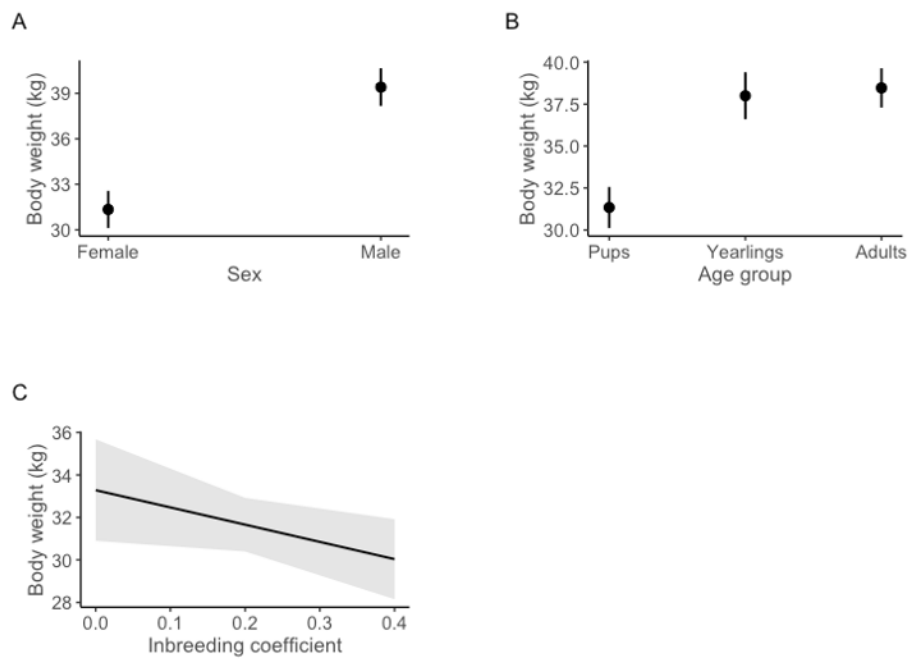 A
Body weight (kg)
39
36
33
30
Female
Male
Sex
B
Body weight (kg)
40.0
37.5
35.0
32.5
30.0
Pups
Yearlings
Adults
Age group
C
Body weight (kg)
36
34
32
30
28
0.0
0.1
0.2
0.3
0.4
Inbreeding coefficient